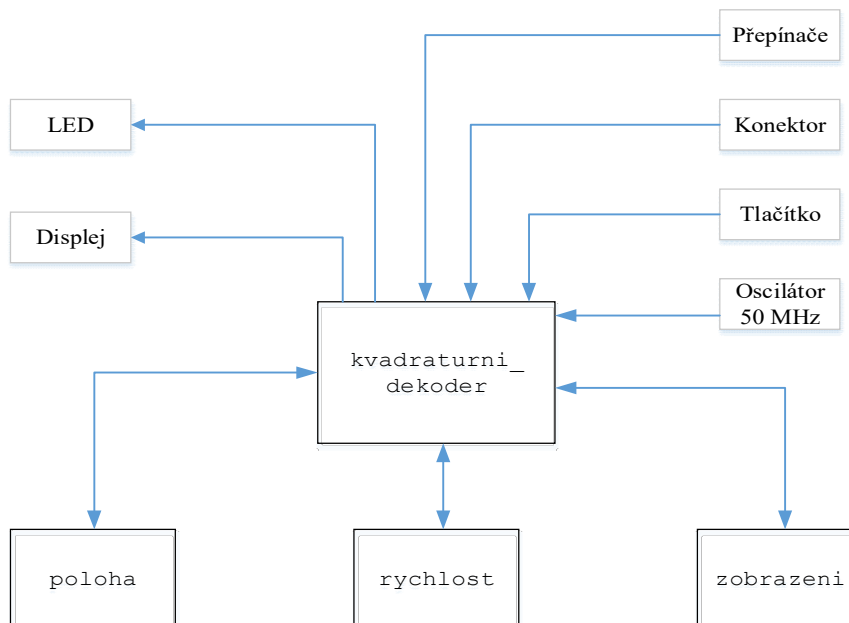 Přepínače
LED
Konektor
Tlačítko
Displej
Oscilátor
50 MHz
kvadraturni_
dekoder
poloha
rychlost
zobrazeni